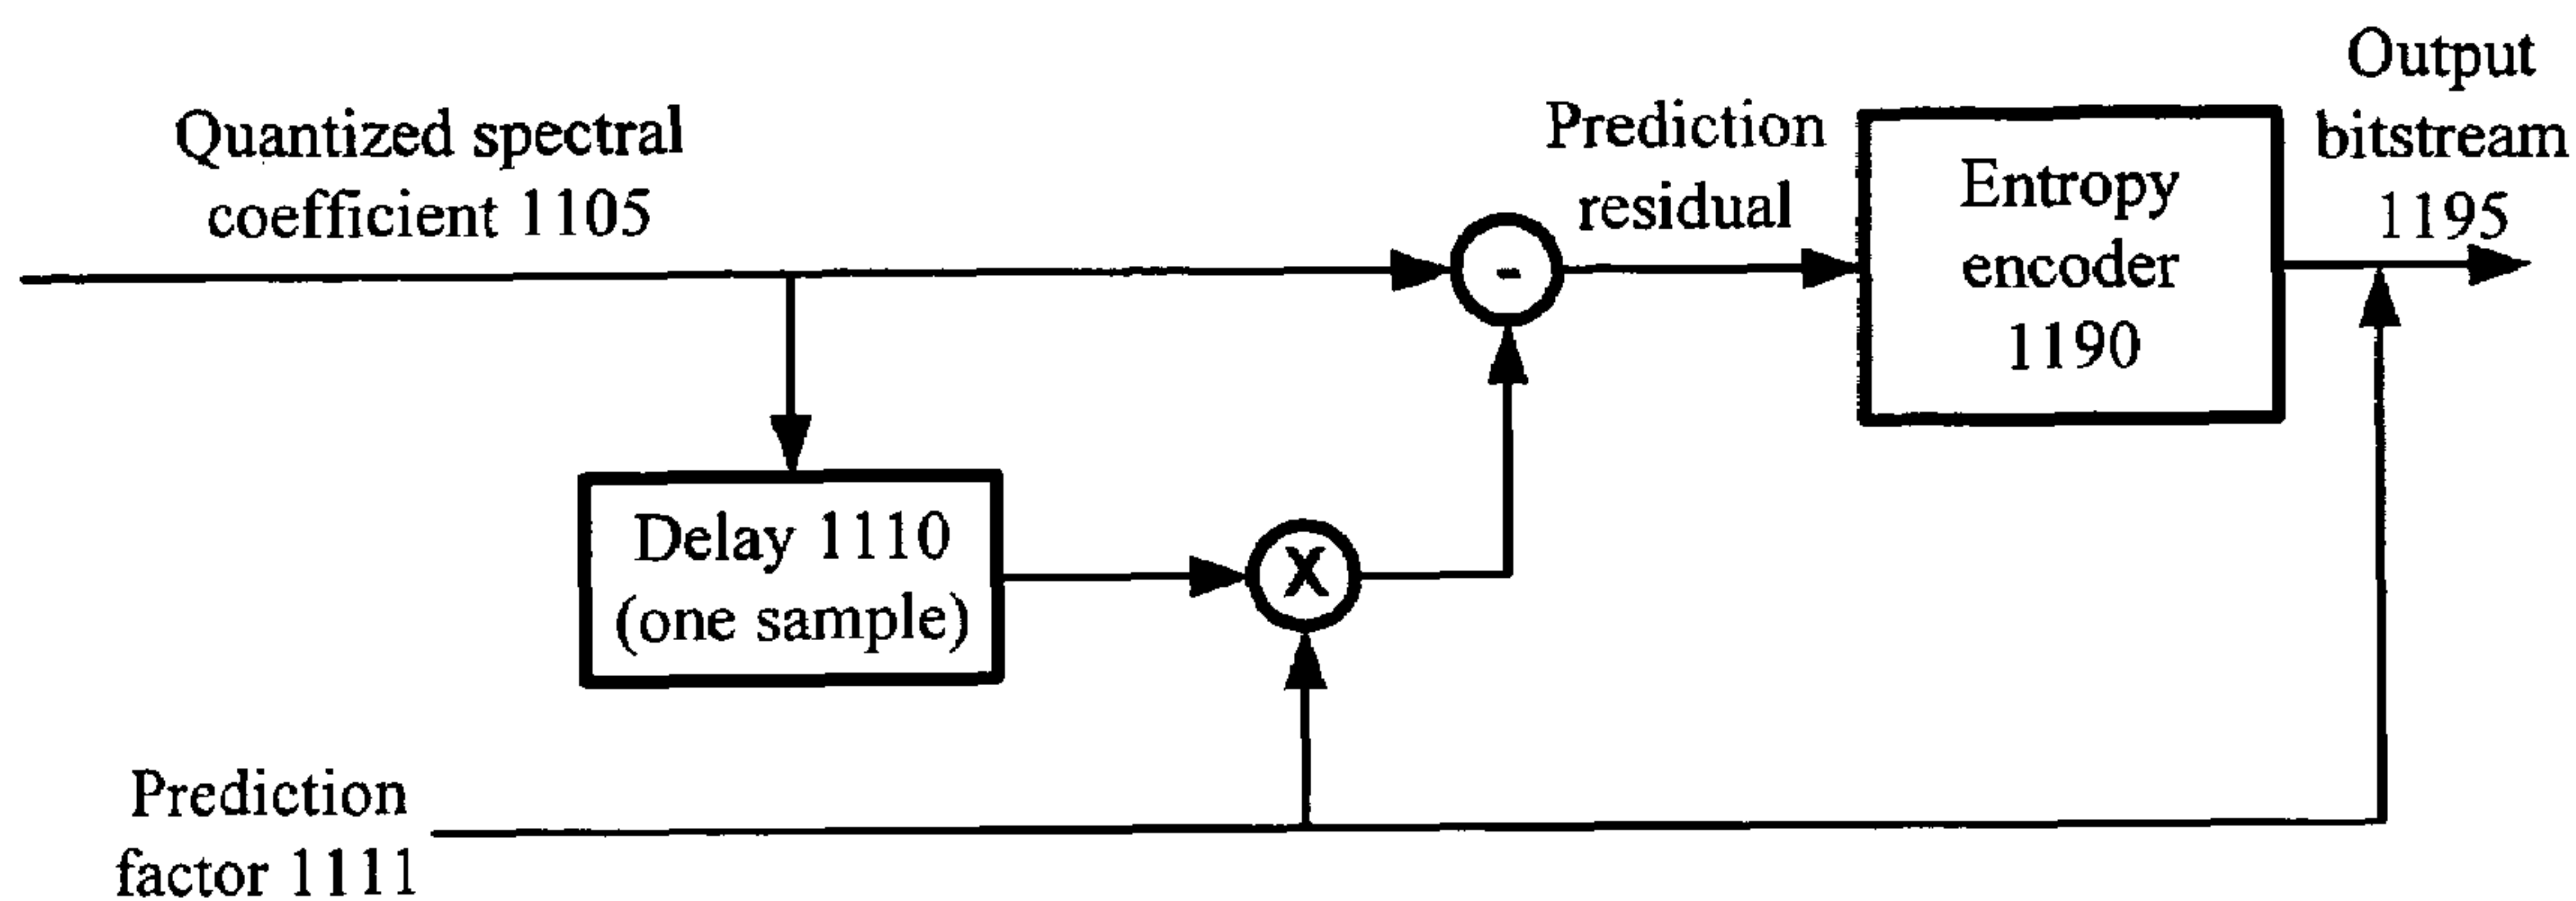 Quantized spectral
coefficient 1105
Prediction
residual
Entropy
encoder
1190
Output
bitstream
1195
-
Delay 1110
(one sample)
X
Prediction
factor 1111